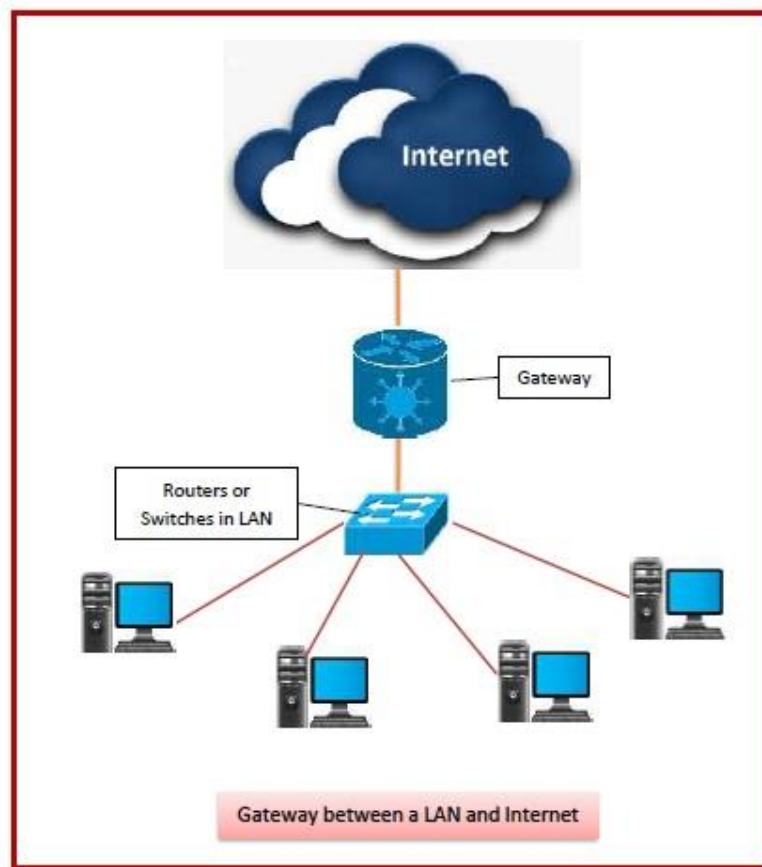 Internet
Gateway
Routers or
Switches in LAN
Gateway between a LAN and Internet